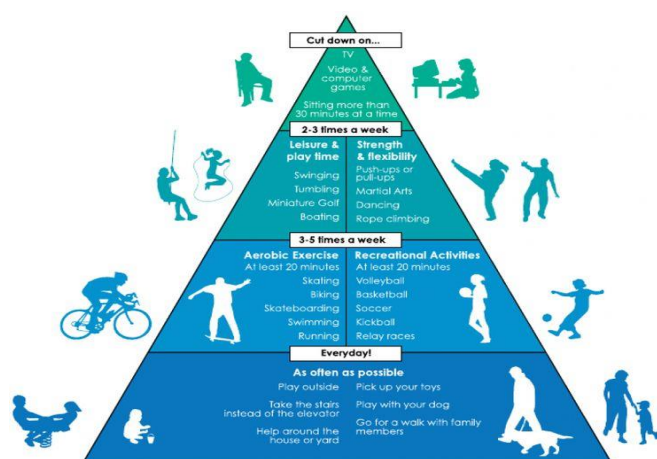 Cut down on...
TV
Video &
computer
games
Sitting more than
30 minutes at a time
2-3 times a week
Leisure &
play time
Swinging
Tumbling
Miniature Golf
Boating
Strength
& flexibility
Push-ups or
pull-ups
Martial Arts
Dancing
Rope climbing
3-5 times a week
Aerobic Exercise
At least 20 minutes
Skating
Biking
Skateboarding
Swimming
Running
Recreational Activities
At least 20 minutes
Volleyball
Basketball
Soccer
Kickball
Relay races
Everyday!
As often as possible
Play outside
Take the stairs
instead of the elevator
Help around the
house or yard
Pick up your toys
Play with your dog
Go for a walk with family
members